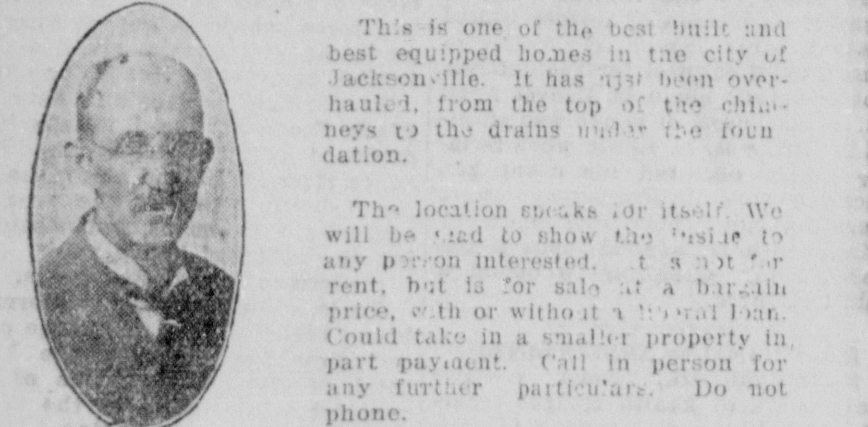 This is one of the best built and
best equipped homes in the city of
Jacksonville. It has just been over-
hauled, from the top of the chim-
neys to the drains under the foun
dation.
The location speaks for itself. We
will be glad to show the inside to
any person interested. It is not for
rent, but is for sale at a bargain
price, with or without a liberal loan.
Could take in a smaller property in
part payment. Call in person for
any further particulars. Do not
phone.